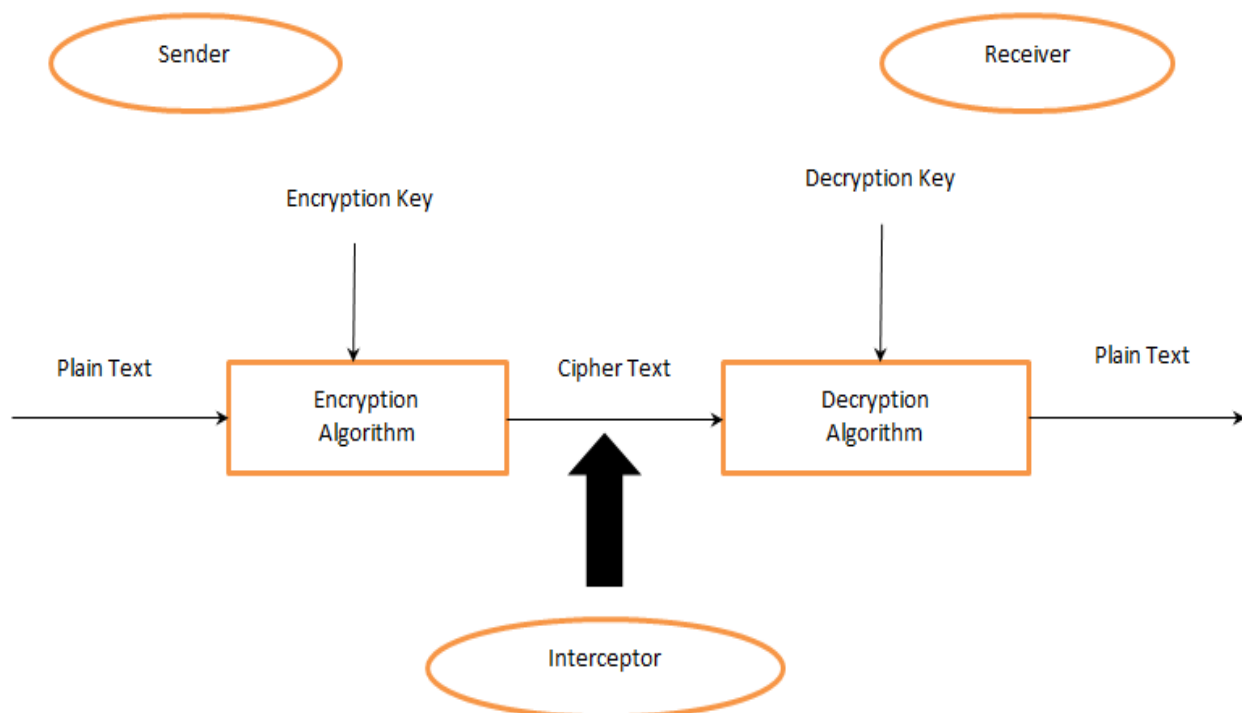 Sender
Receiver
Encryption Key
Decryption Key
Plain Text
Cipher Text
Plain Text
Encryption
Algorithm
Decryption
Algorithm
Interceptor